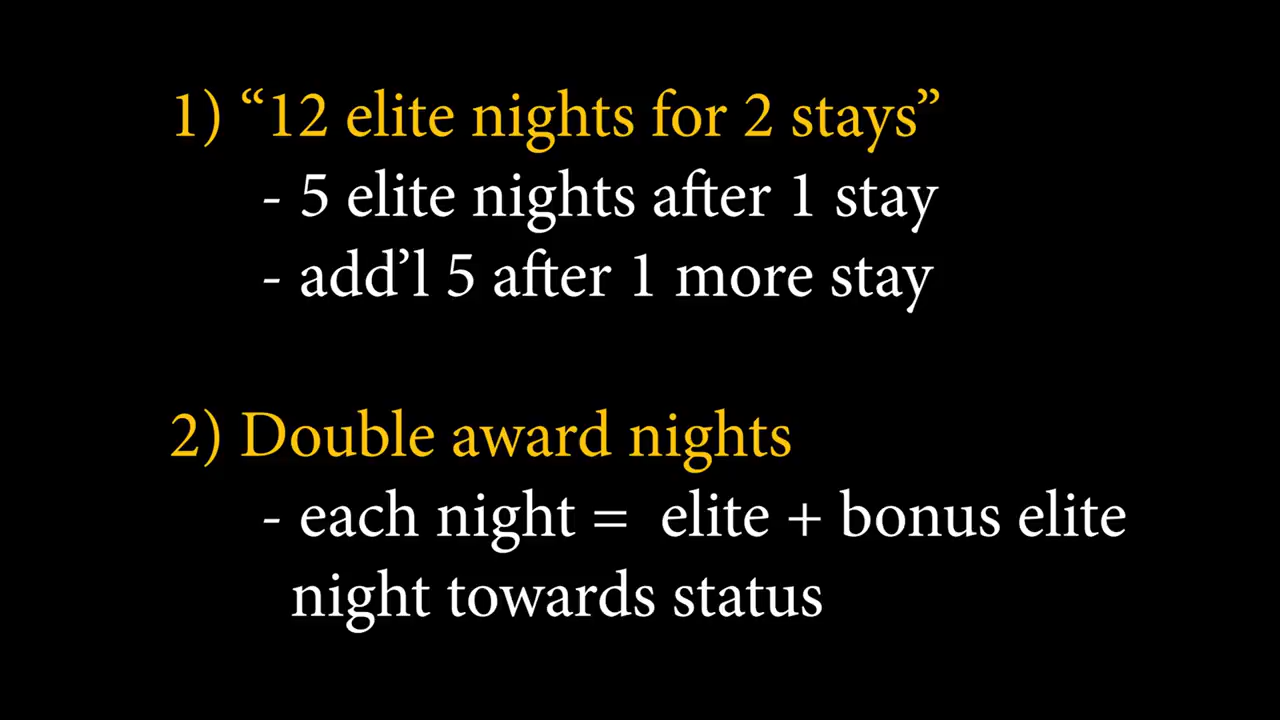 1) “12 elite nights for 2 stays”
- 5 elite nights after 1 stay
- add’l 5 after 1 more stay
2) Double award nights
- each night = elite + bonus elite
night towards status